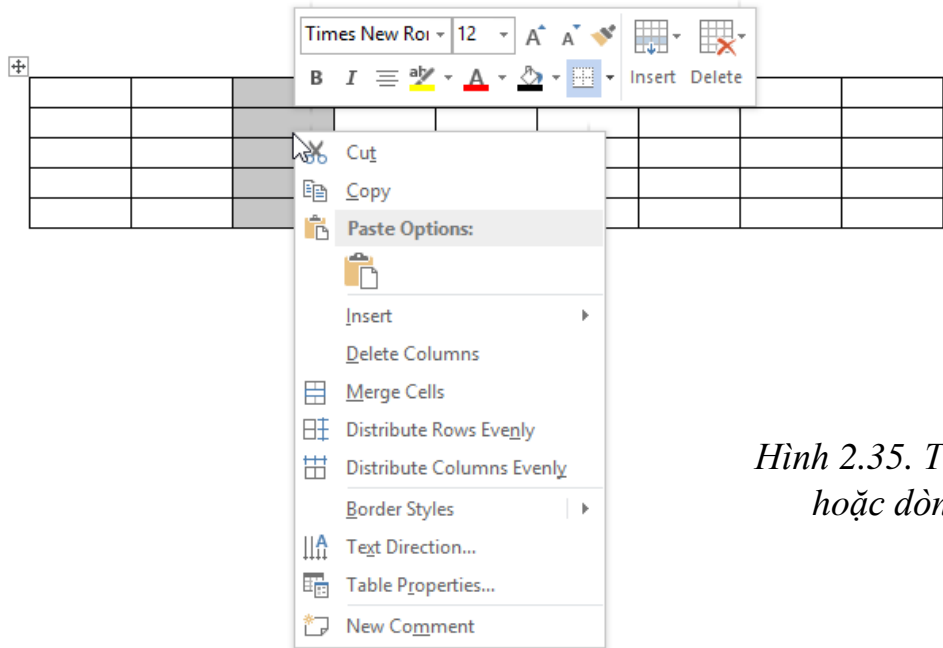 Times New Ro
12
A A
B I A
Insert Delete
Cut
Copy
Paste Options:
Insert
Delete Columns
Merge Cells
Distribute Rows Evenly
Distribute Columns Evenly
Border Styles
A Text Direction...
Table Properties...
New Comment
Hình 2.35. T
hoặc dòn